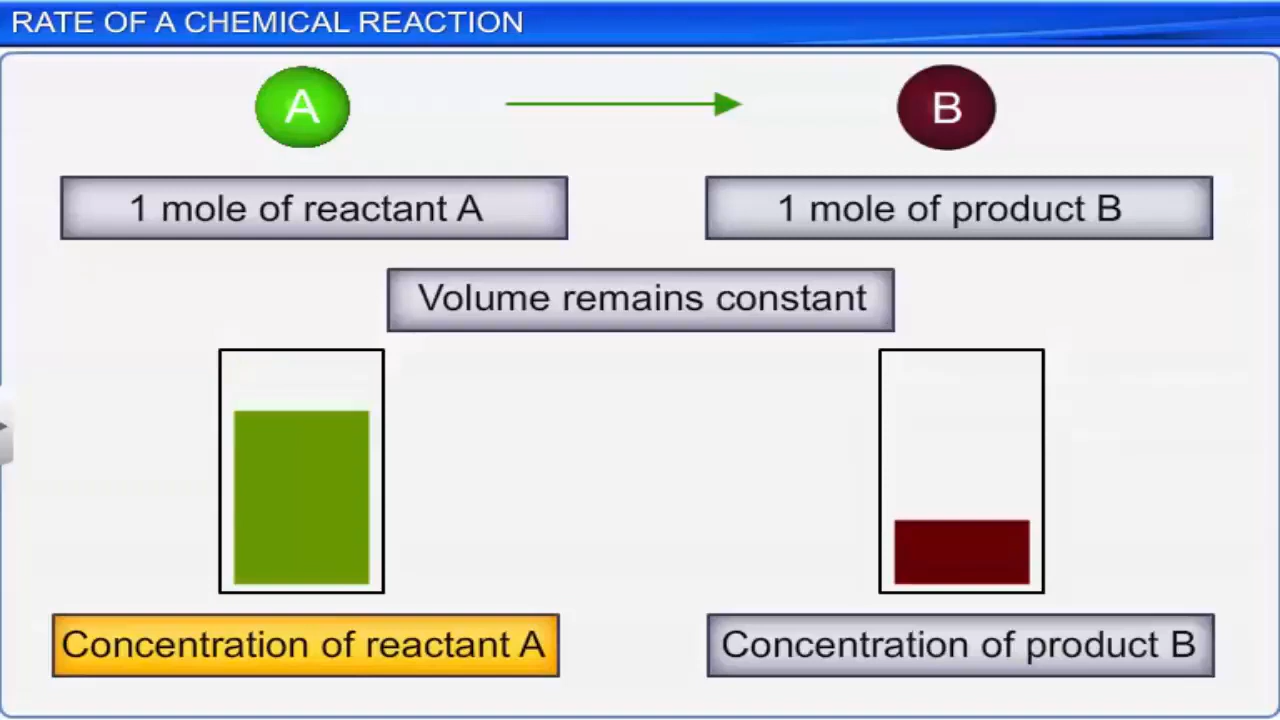 RATE OF A CHEMICAL REACTION
A
B
1 mole of reactant A
1 mole of product B
Volume remains constant
Concentration of reactant A
Concentration of product B